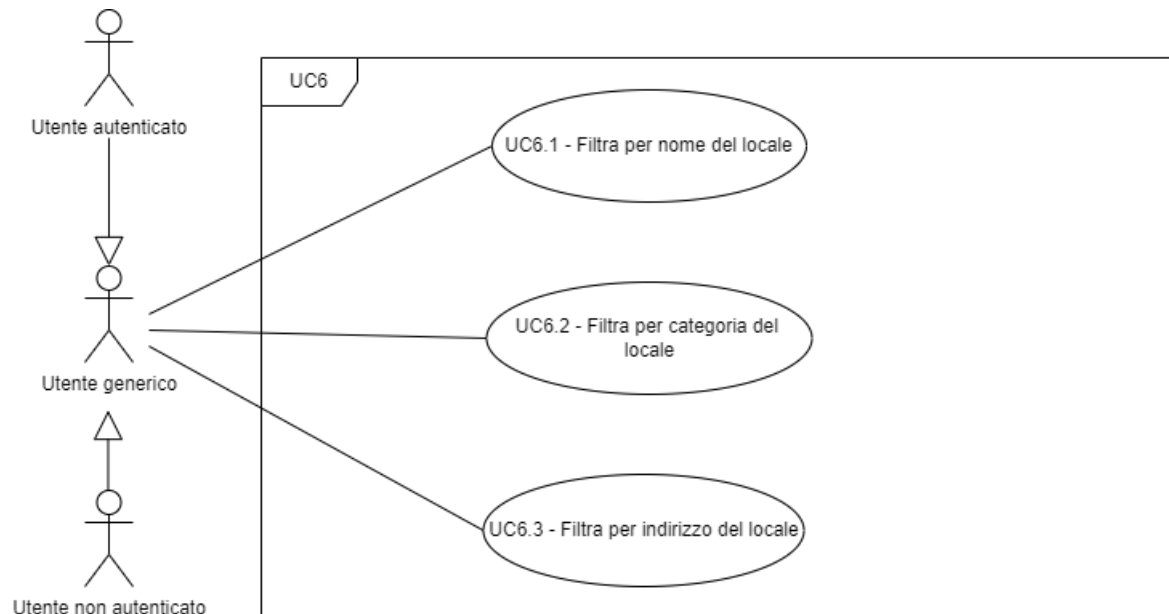 Utente autenticato
UC6
UC6.1 - Filtra per nome del locale
UC6.2 - Filtra per categoria del
locale
Utente generico
UC6.3 - Filtra per indirizzo del locale
Utente non autenticato